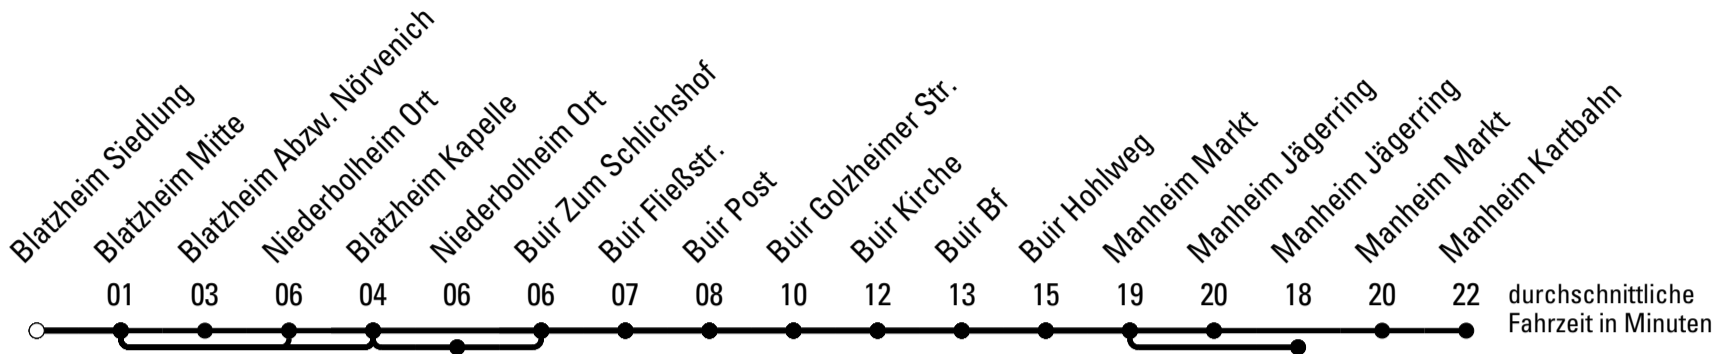 Blatzheim Siedlung
Blatzheim Mitte
Blatzheim Abzw. Nörvenich
Niederbolheim Ort
Blatzheim Kapelle
Niederbolheim Ort
Buir Zum Schlichshof
Buir Fließstr.
Buir Post
Buir Golzheimer Str.
Buir Kirche
Buir Bf
Buir Hohlweg
Manheim Markt
Manheim Jägerring
Manheim Jägerring
Manheim Markt
Manheim Kartbahn
01 03 06 04 06 06 07 08 10 12 13 15 19 20 18 20 22 durchschnittliche
Fahrzeit in Minuten